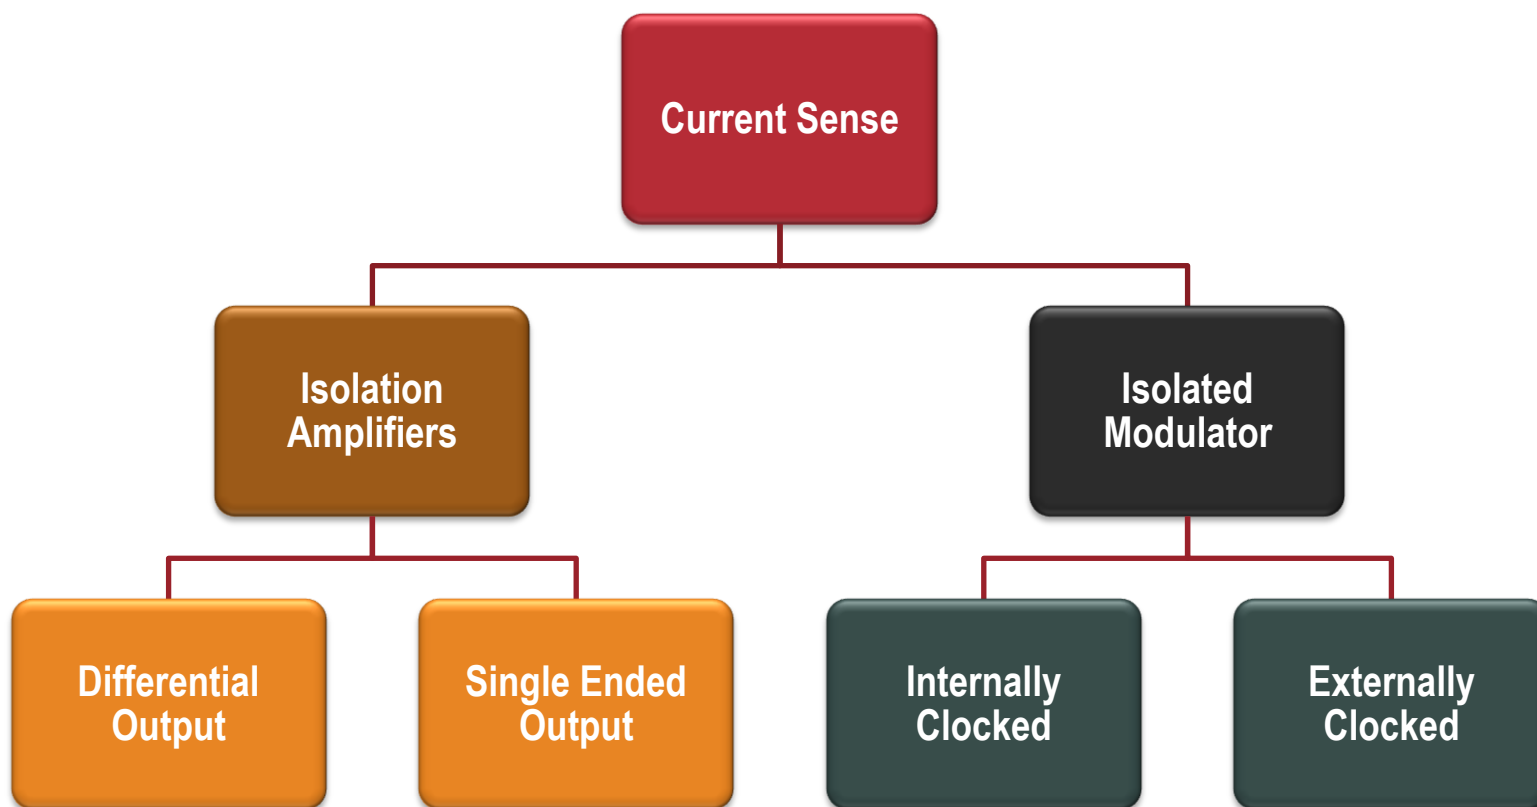 Current Sense
Isolation
Amplifiers
Isolated
Modulator
Differential
Output
Single Ended
Output
Internally
Clocked
Externally
Clocked